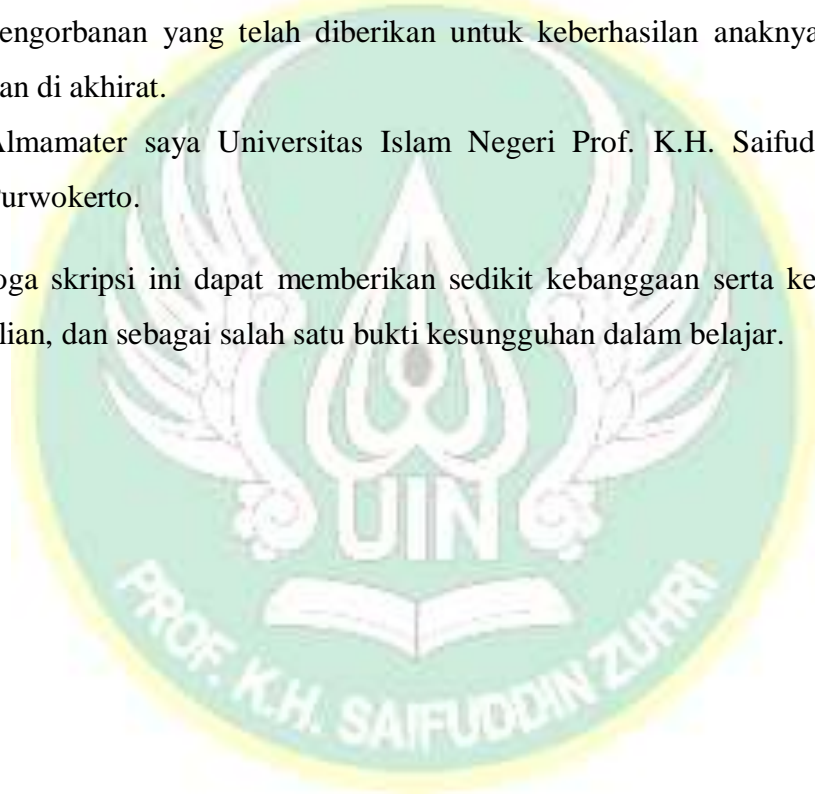 engorbanan yang telah diberikan untuk keberhasilan anaknya
an di akhirat.
Almamater saya Universitas Islam Negeri Prof. K.H. Saifud
Purwokerto.
oga skripsi ini dapat memberikan sedikit kebanggaan serta ke
lian, dan sebagai salah satu bukti kesungguhan dalam belajar.
UIN
PROF. K.H. SAIFUDDIN ZUHRI